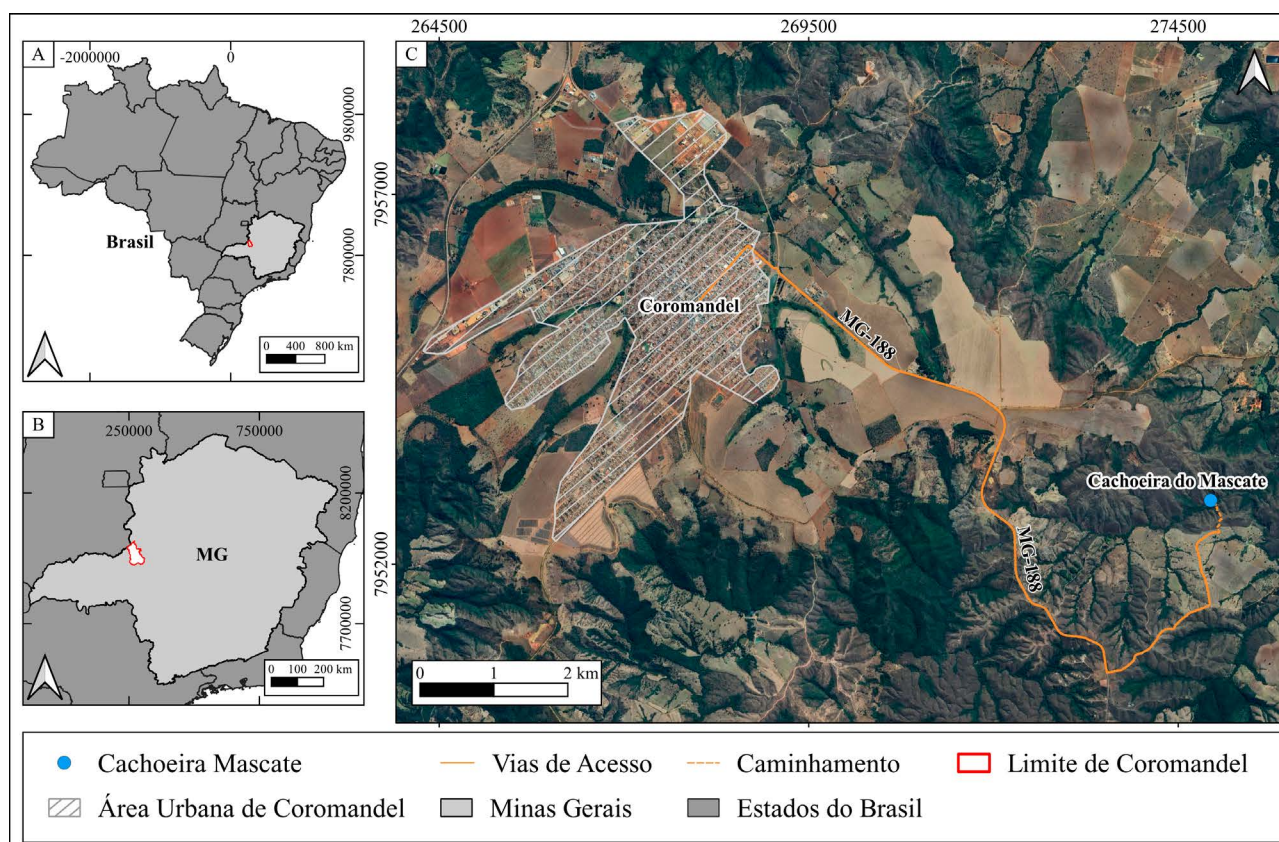 A
-2000000
0
9800000
7800000
Brasil
0 400 800 km
B
250000
750000
8200000
7700000
MG
0 100 200 km
C
264500
269500
274500
7957000
7952000
Coromandel
MG-188
Cachoeira do Mascate
MG-188
0 1 2 km
Cachoeira Mascate
Vias de Acesso
Caminhamento
Limite de Coromandel
Área Urbana de Coromandel
Minas Gerais
Estados do Brasil